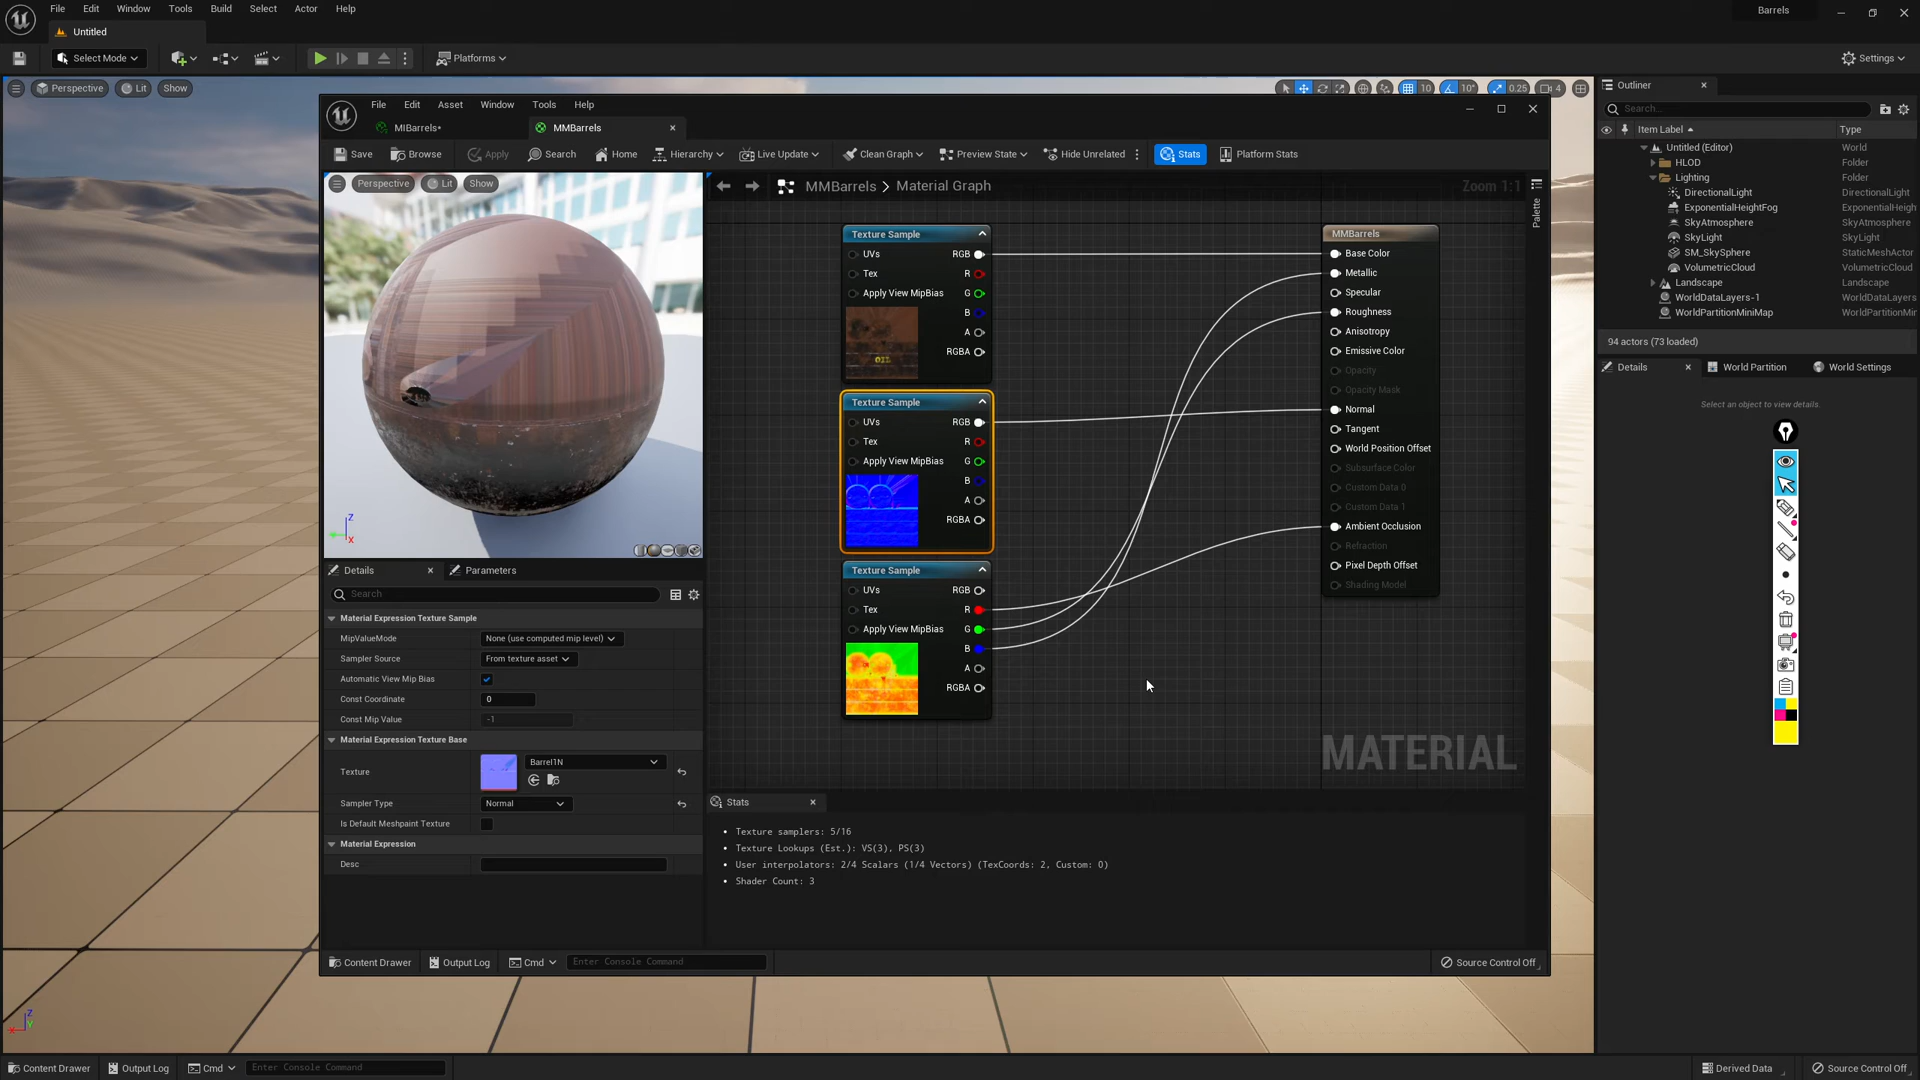 File Edit Window Tools Build Select Actor Help
Barrels
Untitled
Select Mode
Platforms
Settings
Perspective Lit Show
10 10° 0.25 4
File Edit Asset Window Tools Help
MIBarrels•
MMBarrels
Save Browse Apply Search Home Hierarchy Live Update Clean Graph Preview State Hide Unrelated Stats Platform Stats
Perspective Lit Show
MMBarrels > Material Graph
Zoom 1:1
Palette
Texture Sample
UVs RGB
Tex R
Apply View MipBias G
B
A
RGBA
OIL
Texture Sample
UVs RGB
Tex R
Apply View MipBias G
B
A
RGBA
Texture Sample
UVs RGB
Tex R
Apply View MipBias G
B
A
RGBA
MMBarrels
Base Color
Metallic
Specular
Roughness
Anisotropy
Emissive Color
Opacity
Opacity Mask
Normal
Tangent
World Position Offset
Subsurface Color
Custom Data 0
Custom Data 1
Ambient Occlusion
Refraction
Pixel Depth Offset
Shading Model
MATERIAL
Z
X
Details Parameters
Search
Material Expression Texture Sample
MipValueMode None (use computed mip level)
Sampler Source From texture asset
Automatic View Mip Bias
Const Coordinate 0
Const Mip Value -1
Material Expression Texture Base
Texture Barrel1N
Sampler Type Normal
Is Default Meshpaint Texture
Material Expression
Desc
Stats
• Texture samplers: 5/16
• Texture Lookups (Est.): VS(3), PS(3)
• User interpolators: 2/4 Scalars (1/4 Vectors) (TexCoords: 2, Custom: 0)
• Shader Count: 3
Content Drawer Output Log Cmd Enter Console Command Source Control Off
Outliner
Search...
Item Label Type
Untitled (Editor) World
HLOD Folder
Lighting Folder
DirectionalLight DirectionalLight
ExponentialHeightFog ExponentialHeigh
SkyAtmosphere SkyAtmosphere
SkyLight SkyLight
SM_SkySphere StaticMeshActor
VolumetricCloud VolumetricCloud
Landscape Landscape
WorldDataLayers-1 WorldDataLayers
WorldPartitionMiniMap WorldPartitionMin
94 actors (73 loaded)
Details World Partition World Settings
Select an object to view details.
Z
X Y
Content Drawer Output Log Cmd Enter Console Command Derived Data Source Control Off